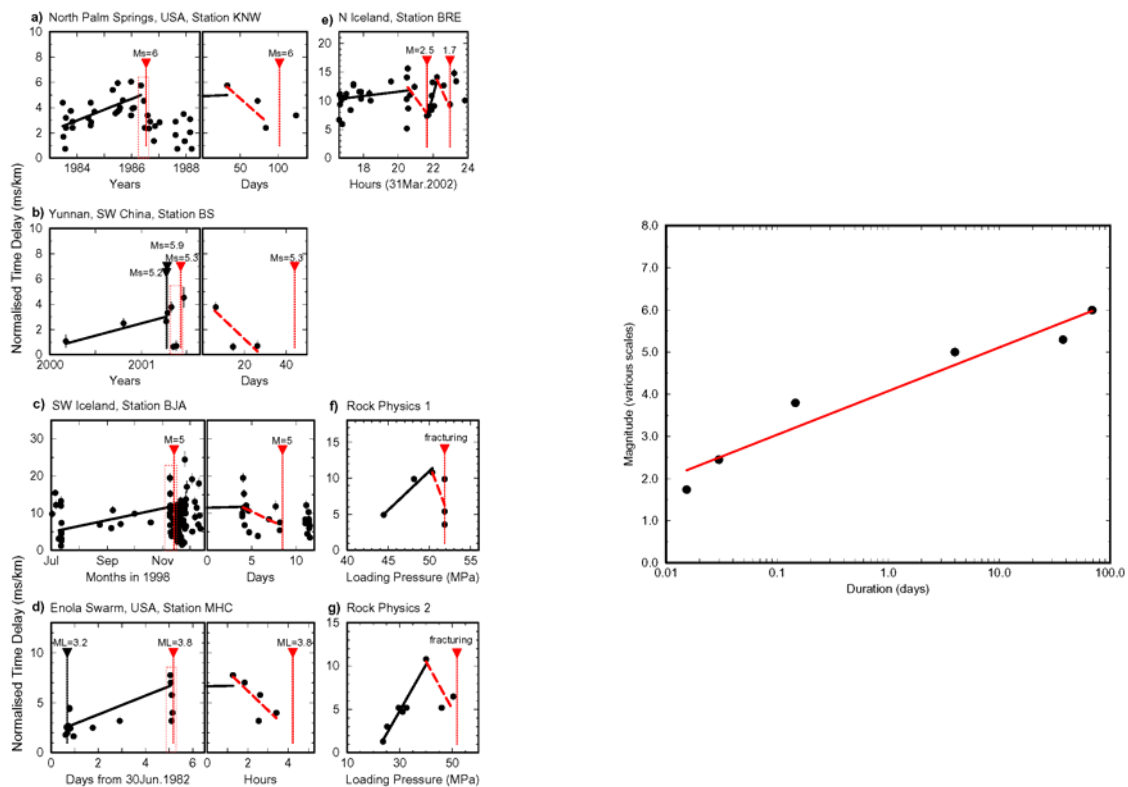 a) North Palm Springs, USA, Station KNW
Ms=6
Ms=6
10
8
6
4
2
0
1984 1986 1988
Years
50 100
Days
e) N Iceland, Station BRE
M=2.5 1.7
20
15
10
5
0
16 18 20 22 24
Hours (31Mar.2002)
b) Yunnan, SW China, Station BS
Ms=5.9
Ms=5.3
Ms=5.2
Ms=5.3
10
8
6
4
2
0
2000 2001
Years
20 40
Days
Normalised Time Delay (ms/km)
c) SW Iceland, Station BJA
M=5
M=5
30
20
10
0
Jul Sep Nov
Months in 1998
0 5 10
Days
f) Rock Physics 1
fracturing
15
10
5
0
40 45 50 55
Loading Pressure (MPa)
d) Enola Swarm, USA, Station MHC
ML=3.2 ML=3.8
ML=3.8
10
5
0
0 2 4 6
Days from 30Jun.1982
0 2 4
Hours
g) Rock Physics 2
fracturing
15
10
5
0
10 30 50
Loading Pressure (MPa)
Normalised Time Delay (ms/km)
8.0
7.0
6.0
5.0
4.0
3.0
2.0
1.0
0.0
Magnitude (various scales)
0.01 0.1 1.0 10.0 100.0
Duration (days)